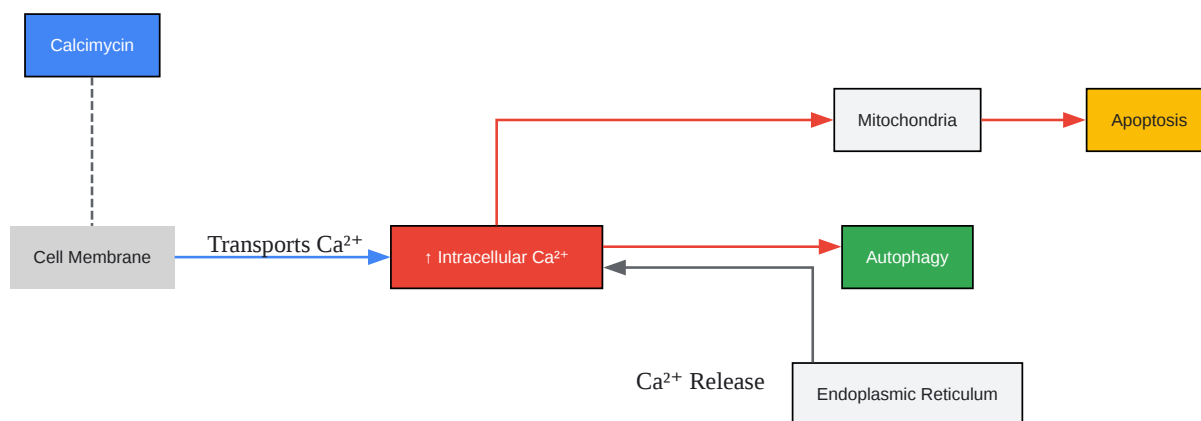 Calcimycin
Mitochondria
Apoptosis
Cell Membrane
Transports Ca²⁺
↑ Intracellular Ca²⁺
Autophagy
Ca²⁺ Release
Endoplasmic Reticulum